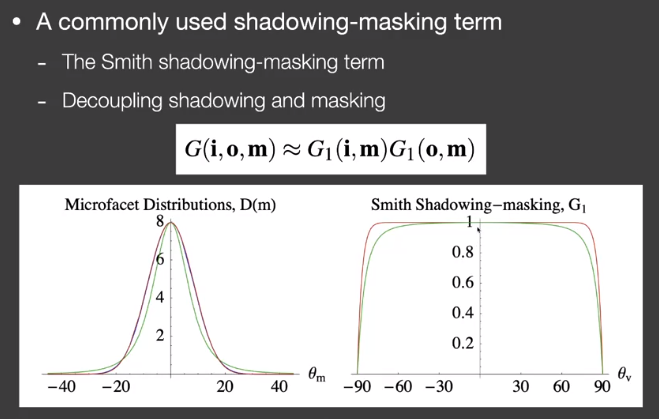 • A commonly used shadowing-masking term
- The Smith shadowing-masking term
- Decoupling shadowing and masking
G(i, o, m) ≈ G₁(i, m)G₁(o, m)
Microfacet Distributions, D(m)
8
6
4
2
−40 −20 20 40 θm
Smith Shadowing−masking, G₁
1
0.8
0.6
0.4
0.2
−90 −60 −30 30 60 90 θv